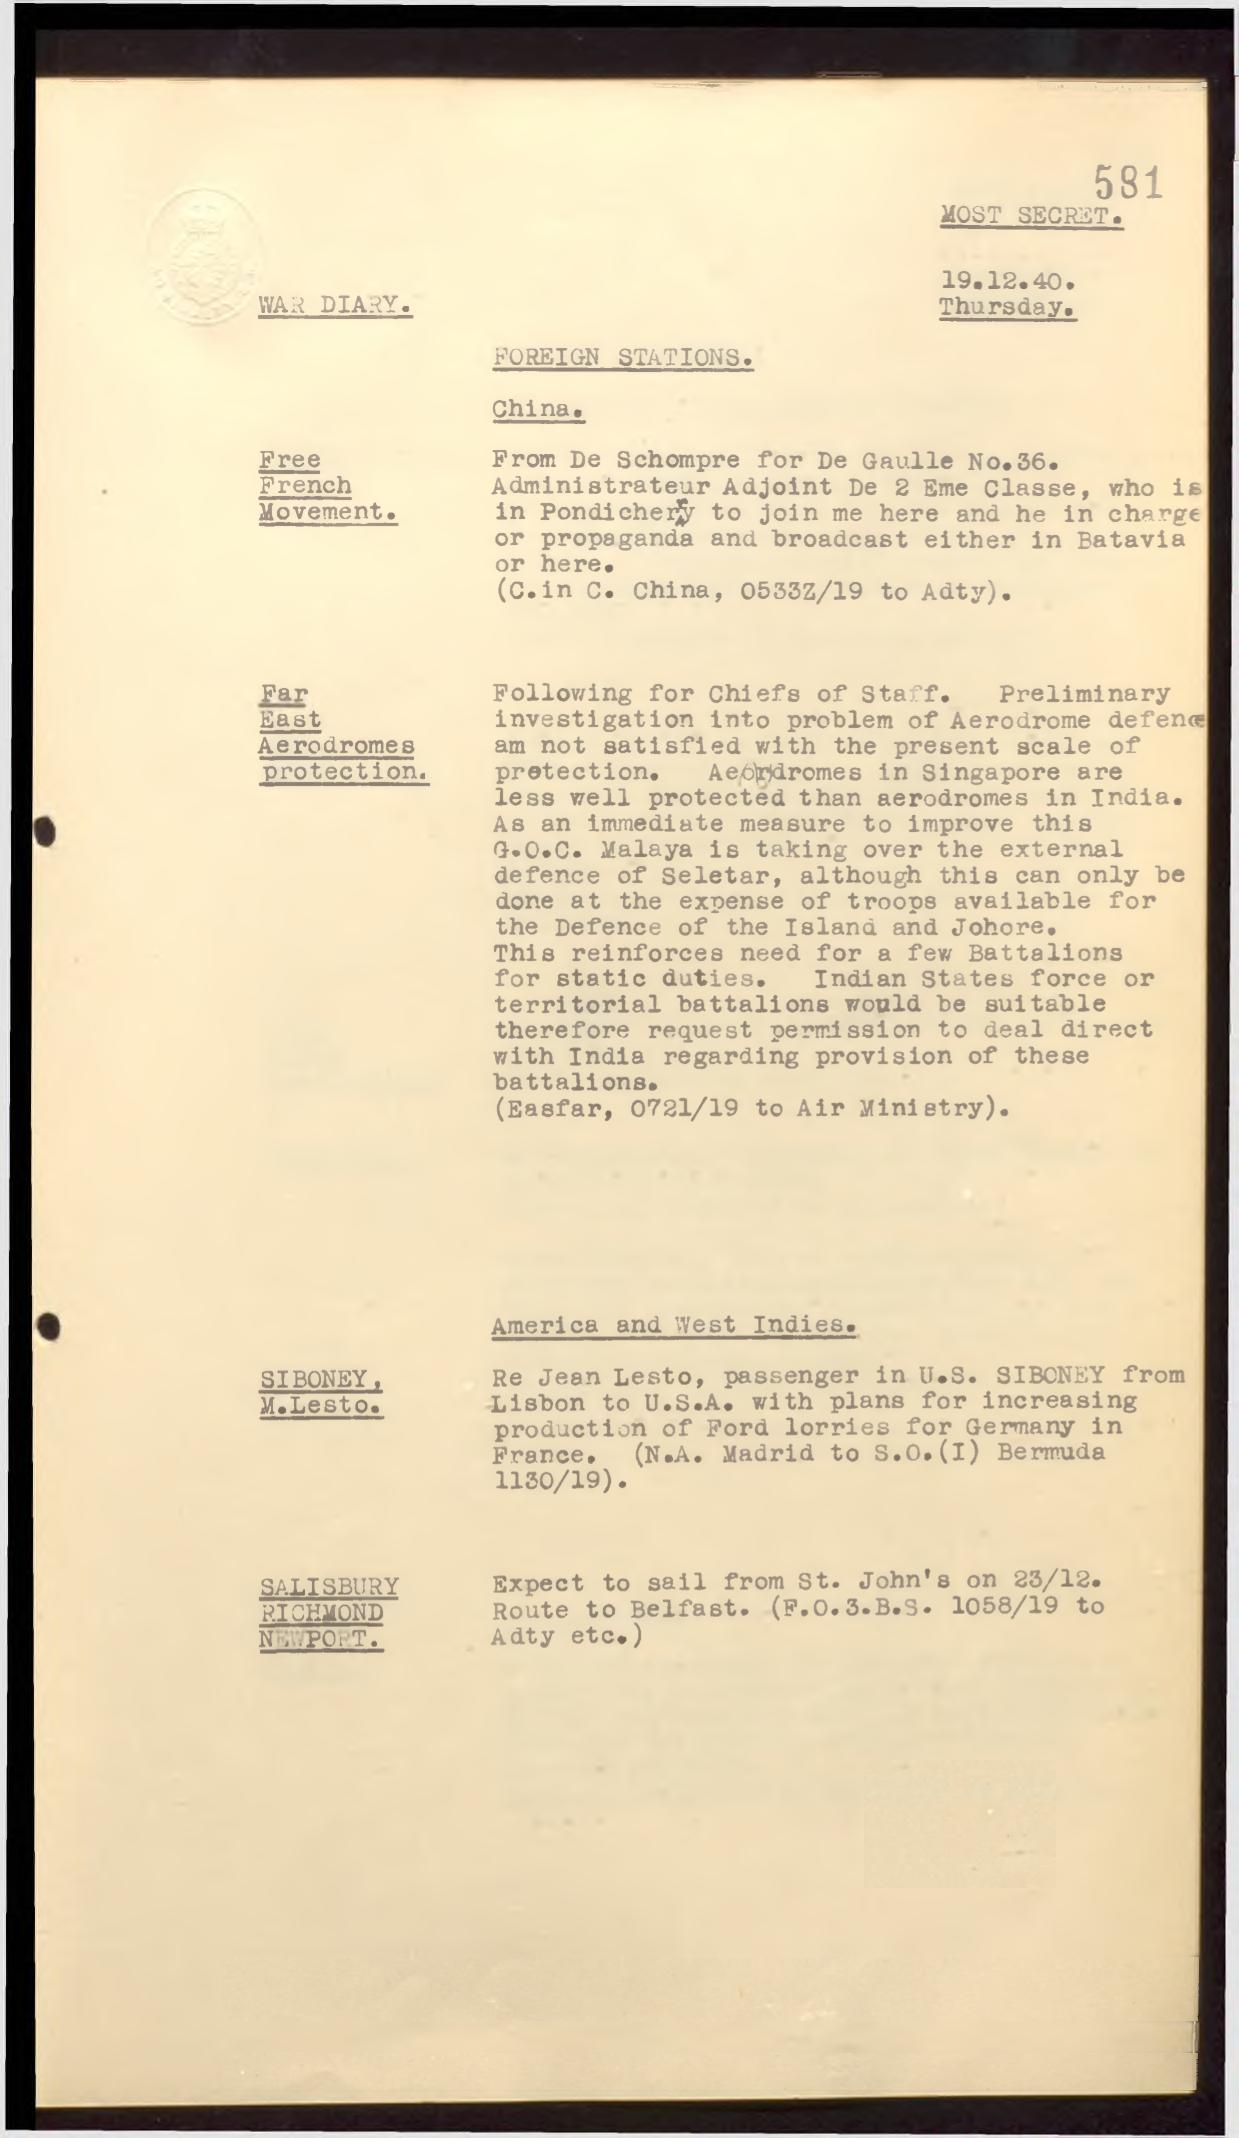 581
MOST SECRET.
19.12.40.
Thursday.
WAR DIARY.
FOREIGN STATIONS.
China.
Free
French
Movement.
From De Schompre for De Gaulle No.36.
Administrateur Adjoint De 2 Eme Classe, who is
in Pondichery to join me here and he in charge
or propaganda and broadcast either in Batavia
or here.
(C.in C. China, 0533Z/19 to Adty).
Far
East
Aerodromes
protection.
Following for Chiefs of Staff. Preliminary
investigation into problem of Aerodrome defence
am not satisfied with the present scale of
protection. Aerodromes in Singapore are
less well protected than aerodromes in India.
As an immediate measure to improve this
G.O.C. Malaya is taking over the external
defence of Seletar, although this can only be
done at the expense of troops available for
the Defence of the Island and Johore.
This reinforces need for a few Battalions
for static duties. Indian States force or
territorial battalions would be suitable
therefore request permission to deal direct
with India regarding provision of these
battalions.
(Easfar, 0721/19 to Air Ministry).
America and West Indies.
SIBONEY,
M.Lesto.
Re Jean Lesto, passenger in U.S. SIBONEY from
Lisbon to U.S.A. with plans for increasing
production of Ford lorries for Germany in
France. (N.A. Madrid to S.O.(I) Bermuda
1130/19).
SALISBURY
RICHMOND
NEWPORT.
Expect to sail from St. John's on 23/12.
Route to Belfast. (F.O.3.B.S. 1058/19 to
Adty etc.)